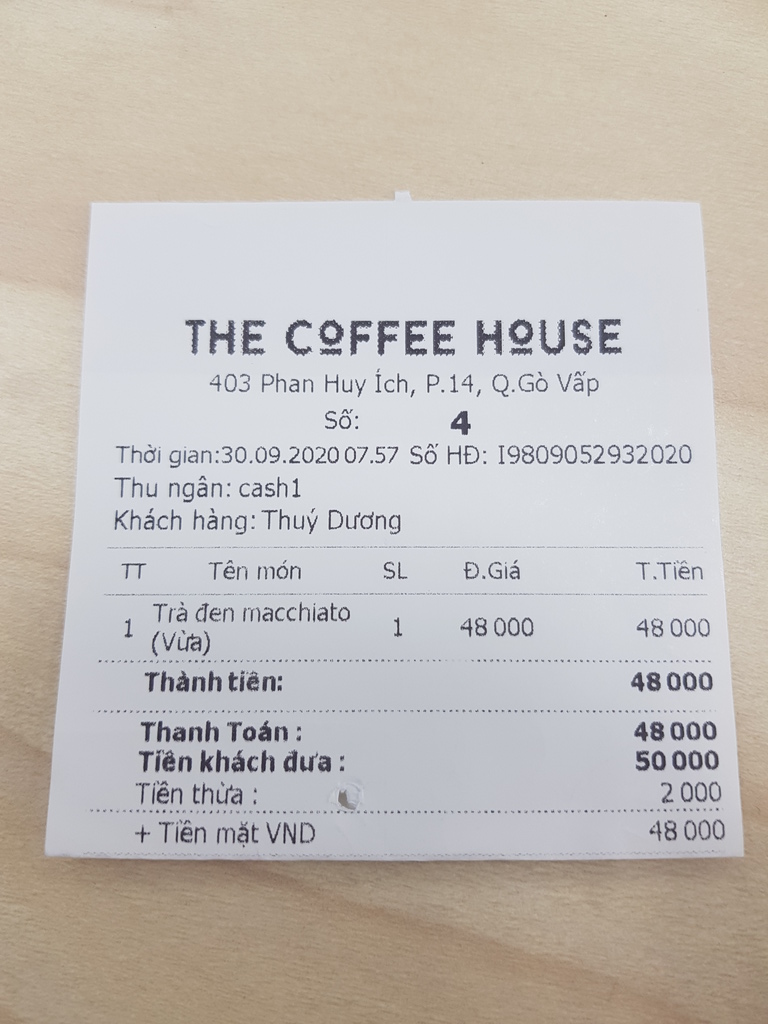 THE COFFEE HOUSE
403 Phan Huy Ích, P.14, Q.Gò Vấp
Số: 4
Thời gian:30.09.2020 07.57 Số HĐ: I9809052932020
Thu ngân: cash1
Khách hàng: Thuý Dương
TT Tên món SL Đ.Giá T.Tiền
1 Trà đen macchiato (Vừa) 1 48 000 48 000
Thành tiền: 48 000
Thanh Toán : 48 000
Tiền khách đưa : 50 000
Tiền thừa : 2 000
+ Tiền mặt VND 48 000